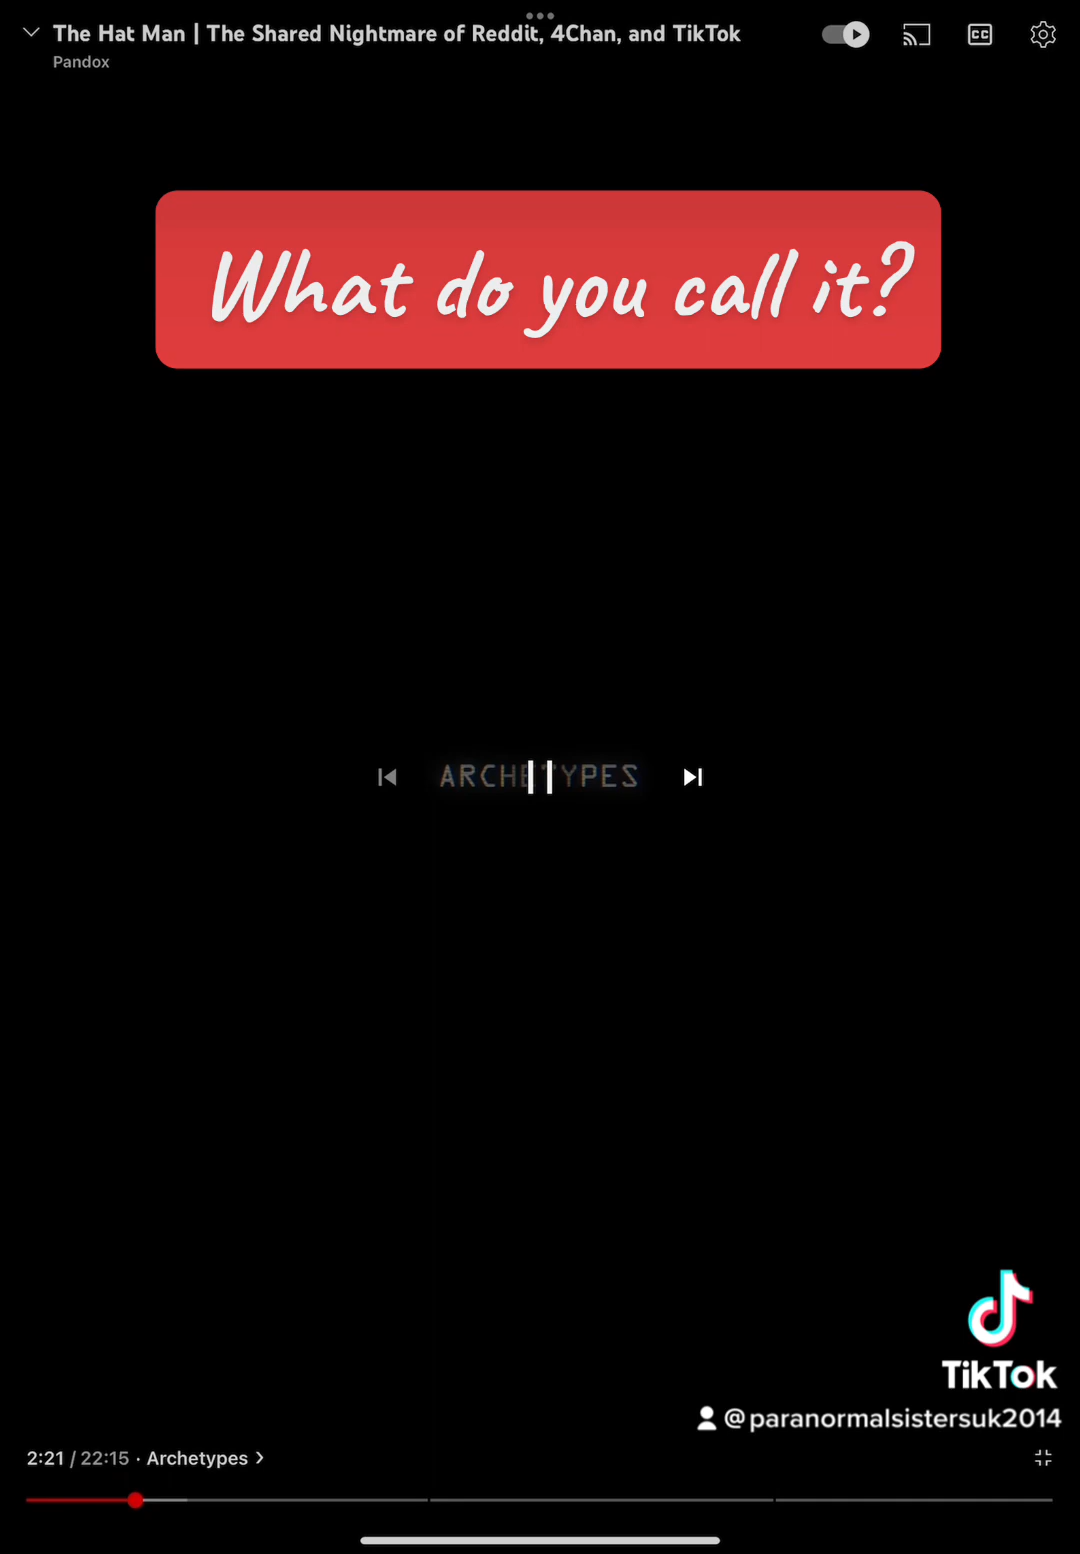 The Hat Man | The Shared Nightmare of Reddit, 4Chan, and TikTok
CC
Pandox
What do you call it?
ARCHETYPES
TikTok
@paranormalsistersuk2014
2:21 / 22:15 · Archetypes >